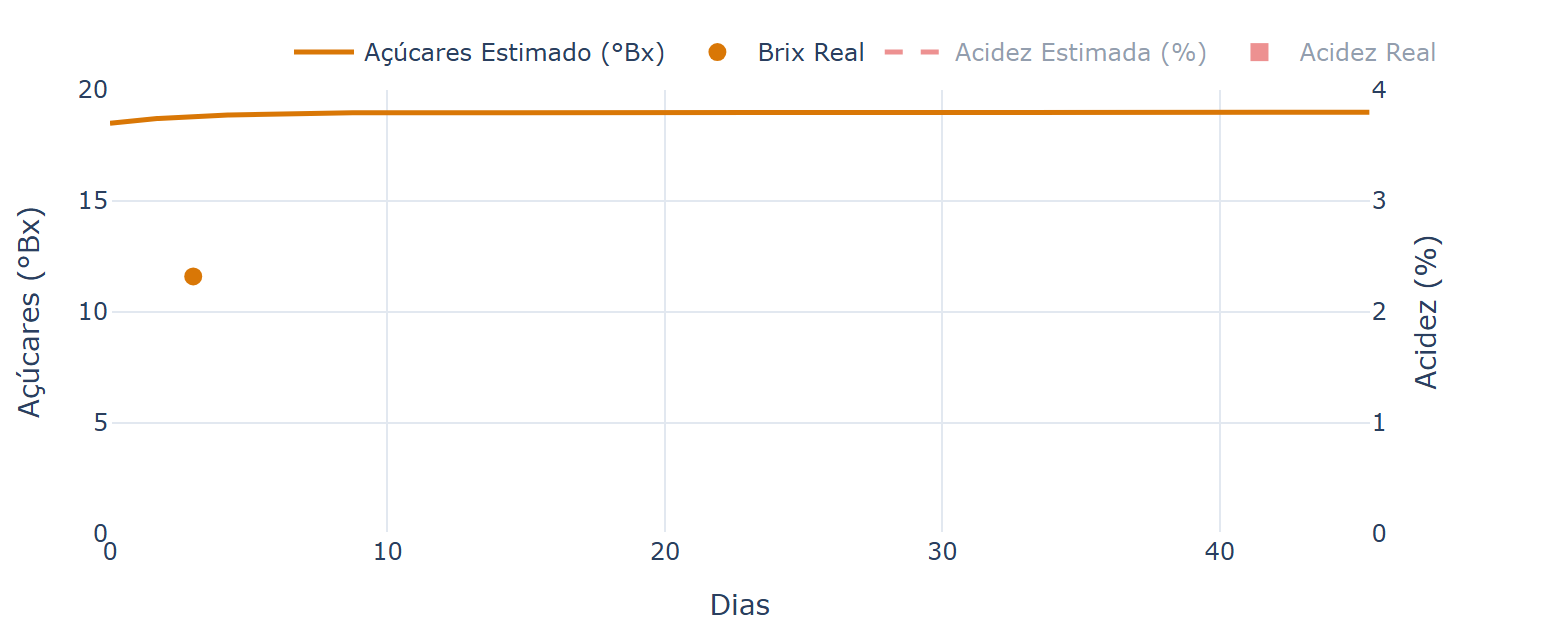 Açúcares Estimado (°Bx) Brix Real Acidez Estimada (%) Acidez Real
20 4
15 3
10 2
5 1
0 0
0 10 20 30 40
Açúcares (°Bx)
Acidez (%)
Dias